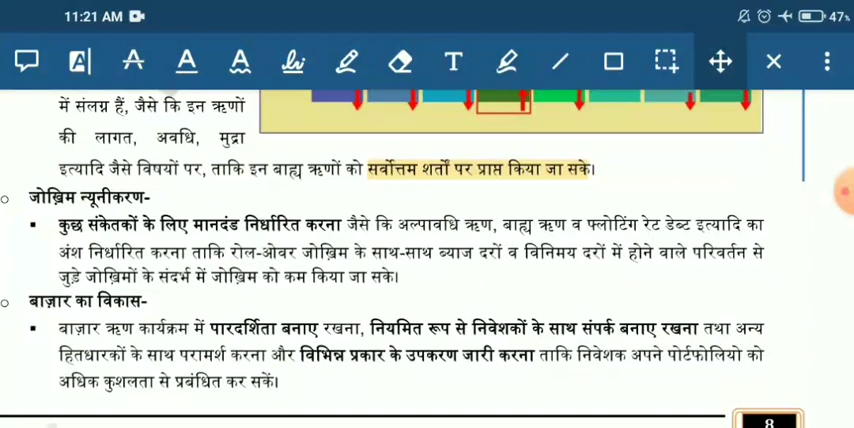 11:21 AM 47%
A A A A T
में संलग्न हैं, जैसे कि इन ऋणों
की लागत, अवधि, मुद्रा
इत्यादि जैसे विषयों पर, ताकि इन बाह्य ऋणों को सर्वोत्तम शर्तों पर प्राप्त किया जा सके।
○ जोख़िम न्यूनीकरण-
▪ कुछ संकेतकों के लिए मानदंड निर्धारित करना जैसे कि अल्पावधि ऋण, बाह्य ऋण व फ्लोटिंग रेट डेब्ट इत्यादि का
अंश निर्धारित करना ताकि रोल-ओवर जोख़िम के साथ-साथ ब्याज दरों व विनिमय दरों में होने वाले परिवर्तन से
जुड़े जोख़िमों के संदर्भ में जोख़िम को कम किया जा सके।
○ बाज़ार का विकास-
▪ बाज़ार ऋण कार्यक्रम में पारदर्शिता बनाए रखना, नियमित रूप से निवेशकों के साथ संपर्क बनाए रखना तथा अन्य
हितधारकों के साथ परामर्श करना और विभिन्न प्रकार के उपकरण जारी करना ताकि निवेशक अपने पोर्टफोलियो को
अधिक कुशलता से प्रबंधित कर सकें।
8